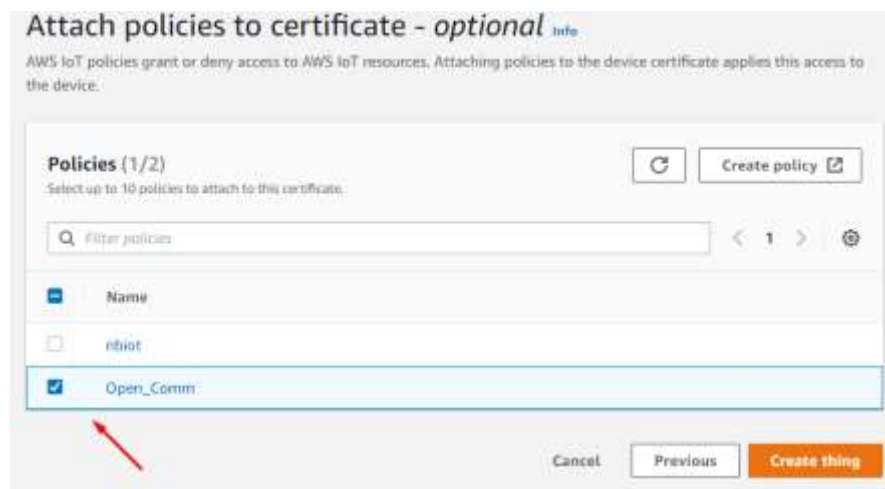 Attach policies to certificate - optional Info
AWS IoT policies grant or deny access to AWS IoT resources. Attaching policies to the device certificate applies this access to
the device.
Policies (1/2)
Create policy
Select up to 10 policies to attach to this certificate.
Filter policies
1
Name
nbiot
Open_Comm
Cancel Previous Create thing